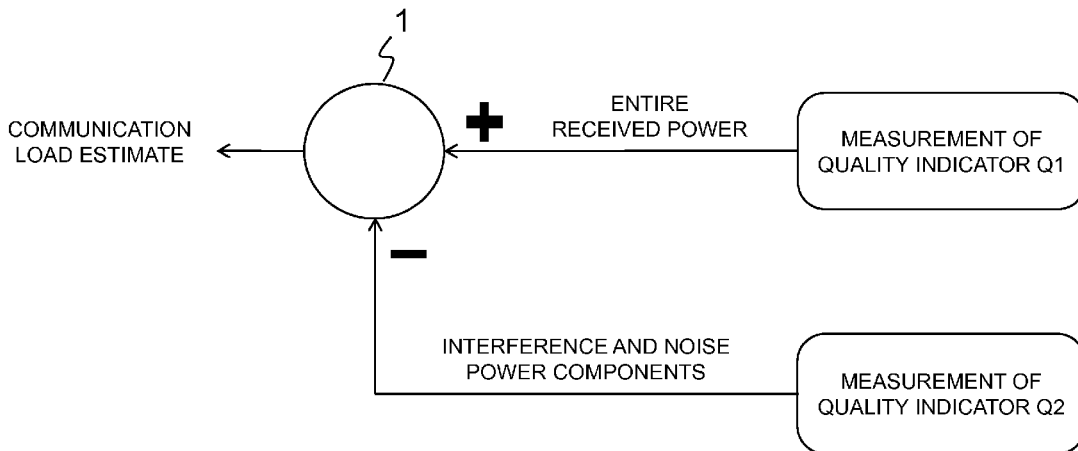 1
COMMUNICATION
LOAD ESTIMATE
+
ENTIRE
RECEIVED POWER
MEASUREMENT OF
QUALITY INDICATOR Q1
−
INTERFERENCE AND NOISE
POWER COMPONENTS
MEASUREMENT OF
QUALITY INDICATOR Q2